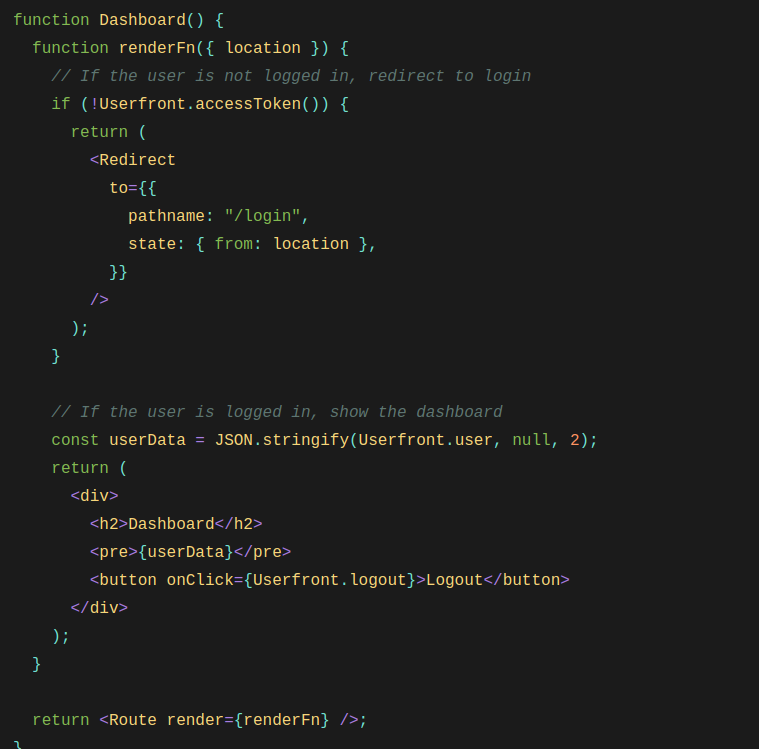 function Dashboard() {
  function renderFn({ location }) {
    // If the user is not logged in, redirect to login
    if (!Userfront.accessToken()) {
      return (
        <Redirect
          to={{
            pathname: "/login",
            state: { from: location },
          }}
        />
      );
    }

    // If the user is logged in, show the dashboard
    const userData = JSON.stringify(Userfront.user, null, 2);
    return (
      <div>
        <h2>Dashboard</h2>
        <pre>{userData}</pre>
        <button onClick={Userfront.logout}>Logout</button>
      </div>
    );
  }

  return <Route render={renderFn} />;
}